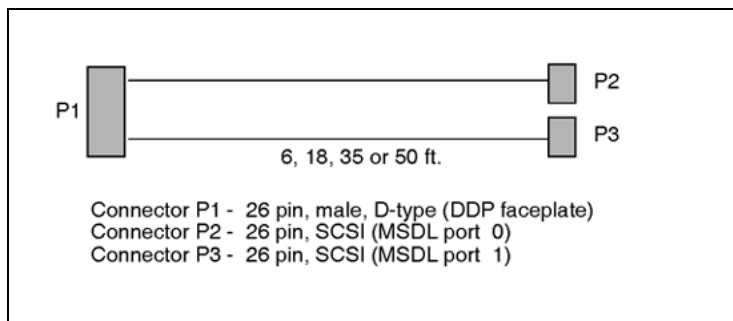 P1
P2
P3
6, 18, 35 or 50 ft.
Connector P1 - 26 pin, male, D-type (DDP faceplate)
Connector P2 - 26 pin, SCSI (MSDL port 0)
Connector P3 - 26 pin, SCSI (MSDL port 1)